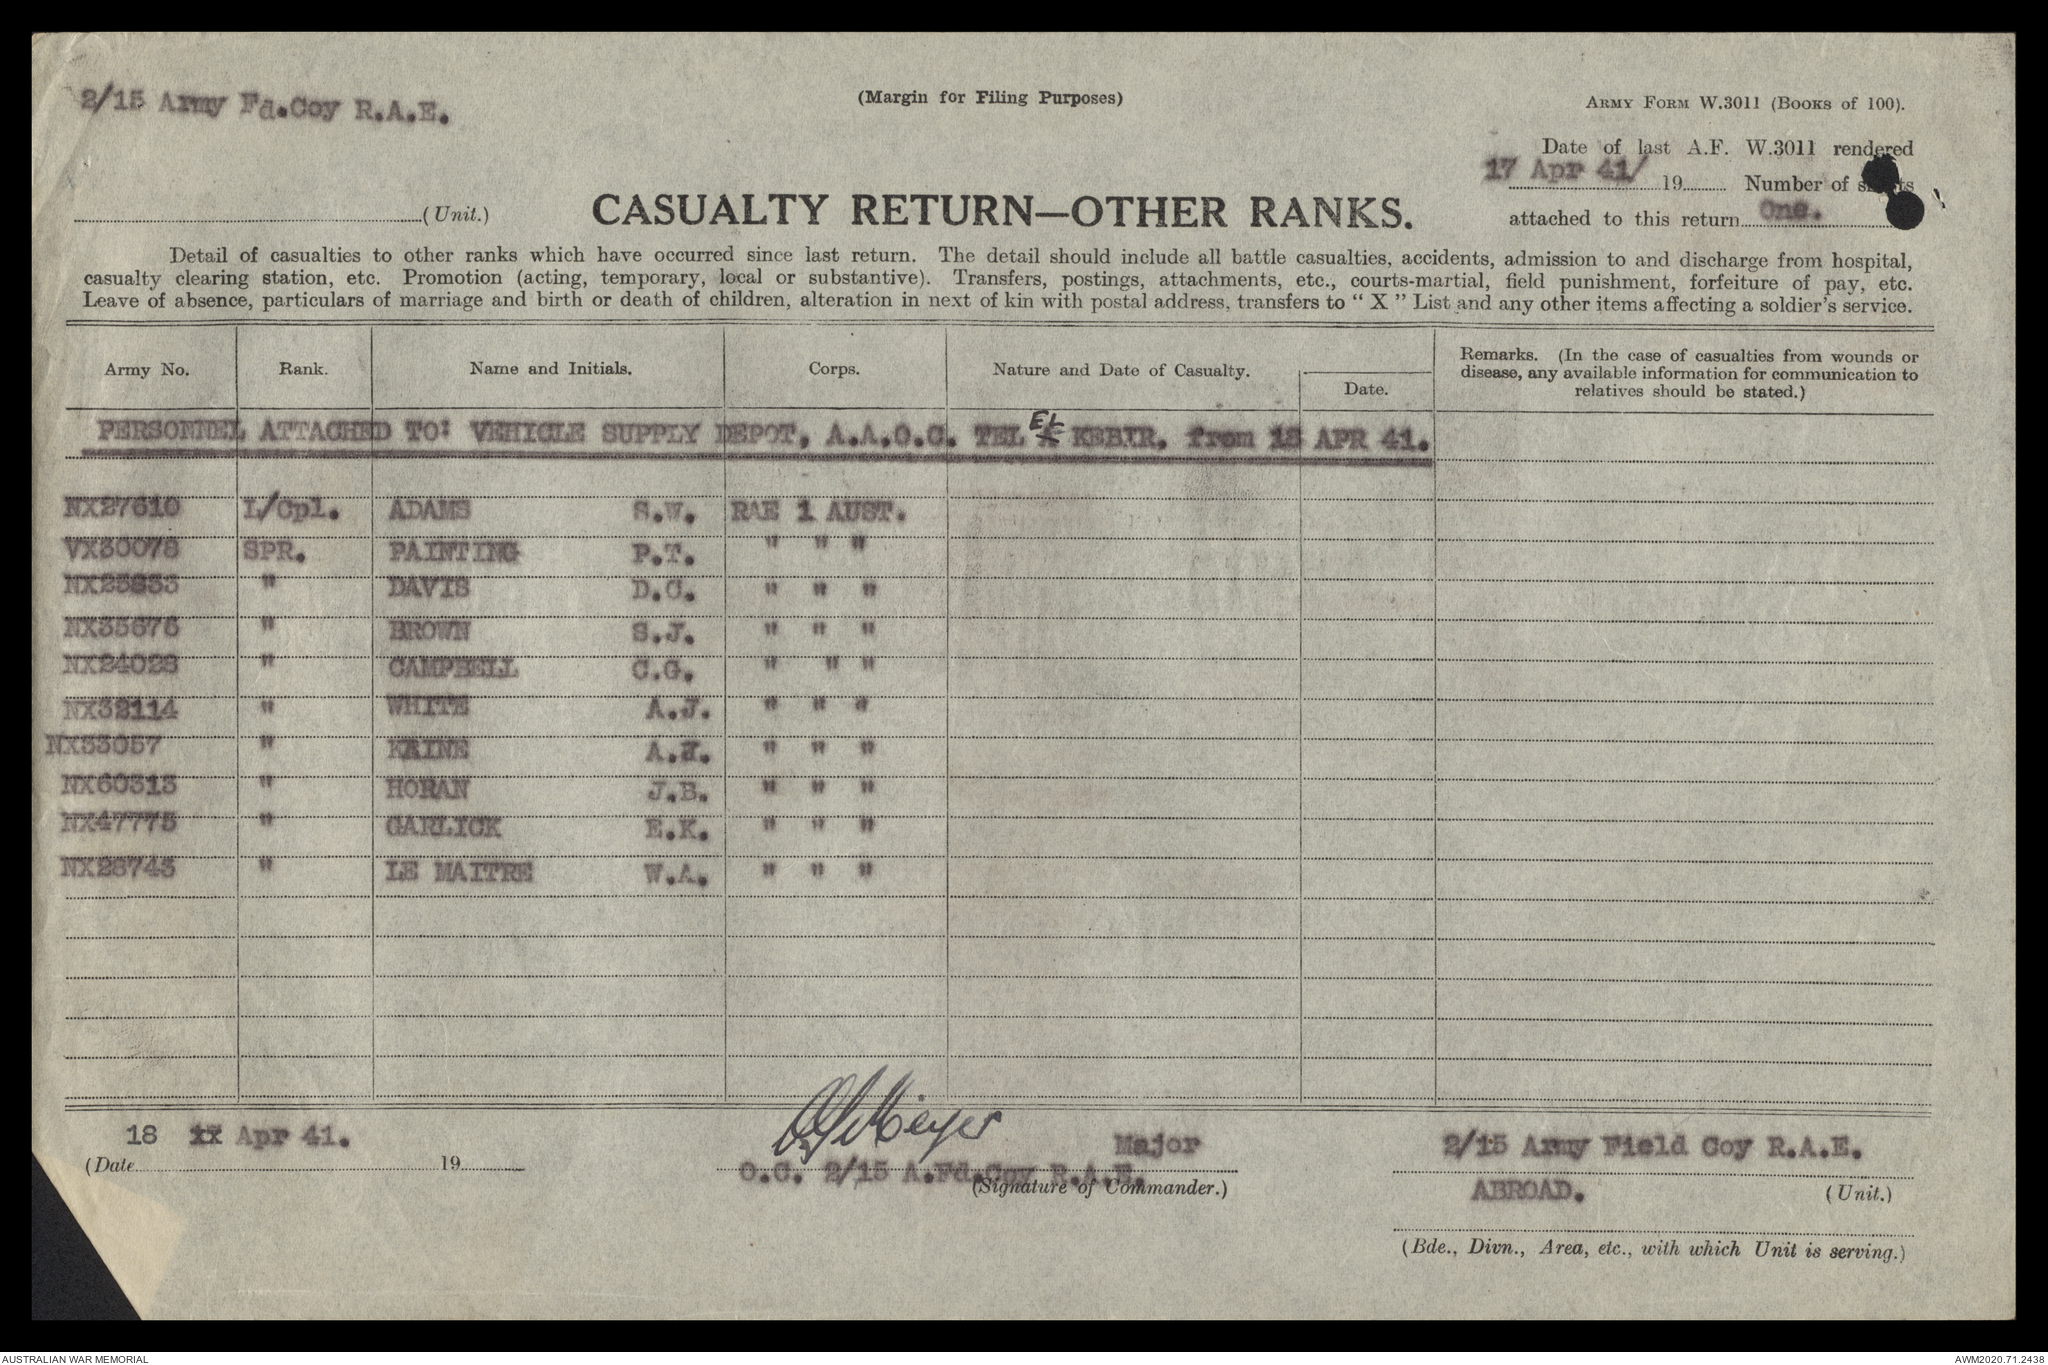 2/15 Army Fd.Coy R.A.E.
(Margin for Filing Purposes)
ARMY FORM W.3011 (BOOKS OF 100).
Date of last A.F. W.3011 rendered
17 Apr 41/ 19 Number of sheets
attached to this return One.
(Unit.)
CASUALTY RETURN—OTHER RANKS.
Detail of casualties to other ranks which have occurred since last return. The detail should include all battle casualties, accidents, admission to and discharge from hospital,
casualty clearing station, etc. Promotion (acting, temporary, local or substantive). Transfers, postings, attachments, etc., courts-martial, field punishment, forfeiture of pay, etc.
Leave of absence, particulars of marriage and birth or death of children, alteration in next of kin with postal address, transfers to “ X ” List and any other items affecting a soldier’s service.
Army No. Rank. Name and Initials. Corps. Nature and Date of Casualty. Date. Remarks. (In the case of casualties from wounds or
disease, any available information for communication to
relatives should be stated.)
PERSONNEL ATTACHED TO: VEHICLE SUPPLY DEPOT, A.A.O.C. TEL EL KEBIR. from 18 APR 41.
NX27610 L/Cpl. ADAMS S.W. RAE 1 AUST.
VX30078 SPR. PAINTING P.T. " " "
NX23833 " DAVIS D.C. " " "
NX35676 " BROWN S.J. " " "
NX24028 " CAMPBELL C.G. " " "
NX32114 " WHITE A.J. " " "
NX53057 " KAINE " " "
NX60313 " HORAN J.B. " " "
NX47775 " GARLICK E.K. " " "
NX28743 " LE MAITRE W.A. " " "
18 xx Apr 41.
(Date 19
Major
O.C. 2/15 A.Fd.Coy R.A.E.
(Signature of Commander.)
2/15 Army Field Coy R.A.E.
ABROAD. (Unit.)
(Bde., Divn., Area, etc., with which Unit is serving.)
AUSTRALIAN WAR MEMORIAL
AWM2020.71.2438